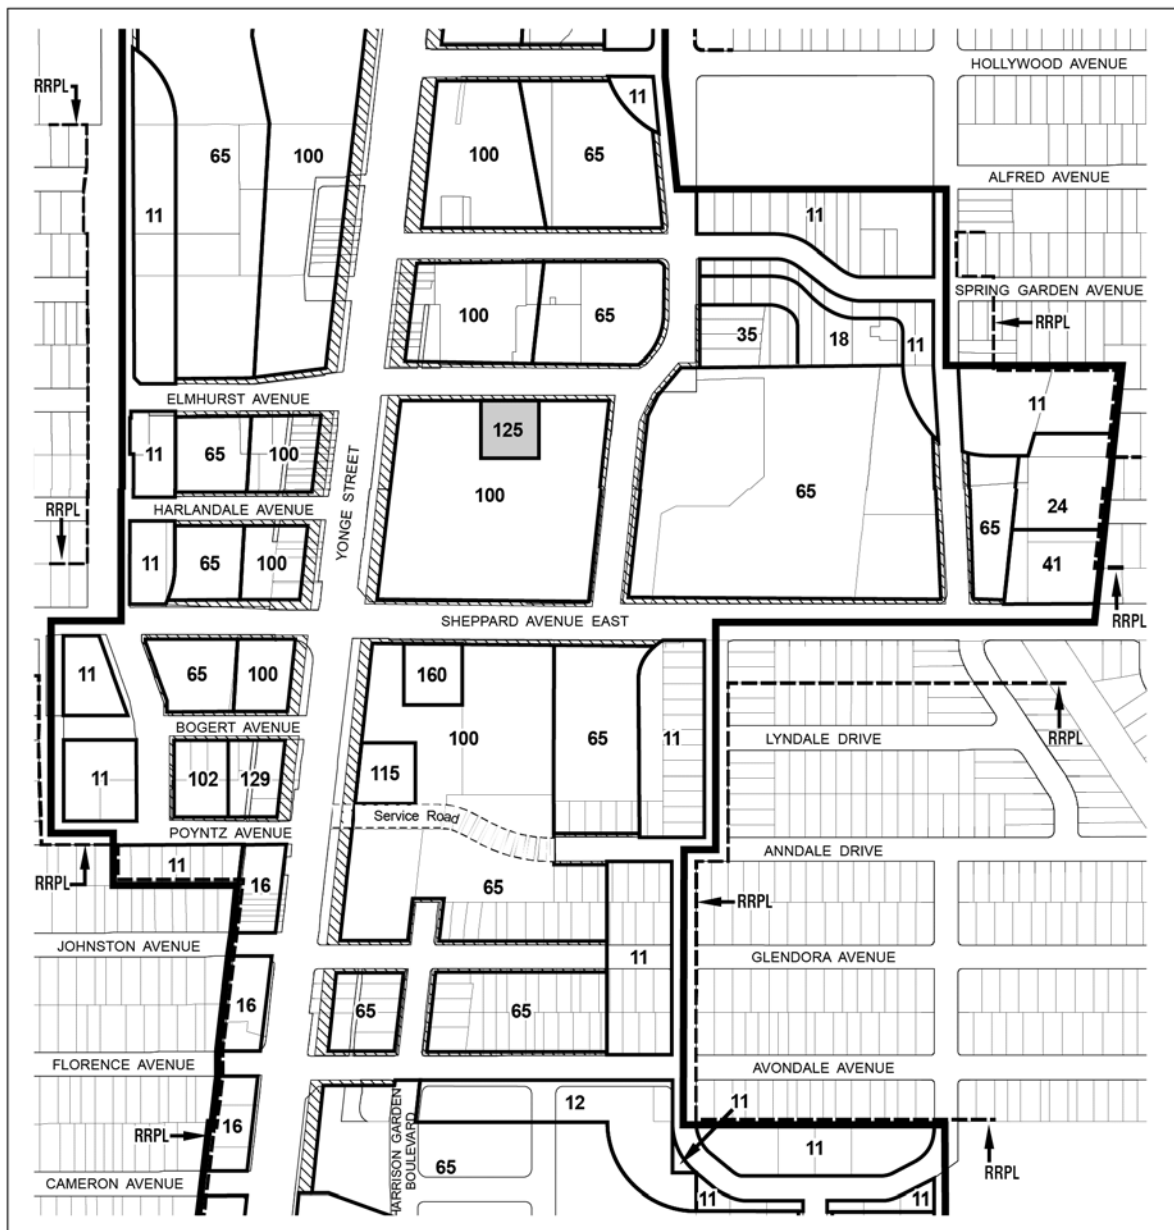 HOLLYWOOD AVENUE
RRPL
11
100
65
65
100
ALFRED AVENUE
11
11
SPRING GARDEN AVENUE
100
65
RRPL
35
18
11
ELMHURST AVENUE
11
125
11
65
100
100
65
RRPL
HARLANDALE AVENUE
YONGE STREET
24
65
11
65
100
41
RRPL
SHEPPARD AVENUE EAST
11
65
100
160
BOGERT AVENUE
100
65
11
LYNDALE DRIVE
RRPL
11
102
129
115
Service Road
POYNTZ AVENUE
ANNDALE DRIVE
11
RRPL
16
65
RRPL
JOHNSTON AVENUE
11
GLENDORA AVENUE
16
65
65
FLORENCE AVENUE
AVONDALE AVENUE
12
11
16
RRPL
HARRISON GARDEN
BOULEVARD
11
65
RRPL
CAMERON AVENUE
11
11